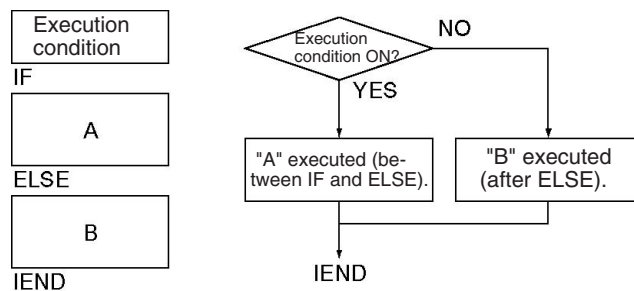 Execution
condition
IF
A
ELSE
B
IEND
Execution
condition ON?
NO
YES
"A" executed (be-
tween IF and ELSE).
"B" executed
(after ELSE).
IEND